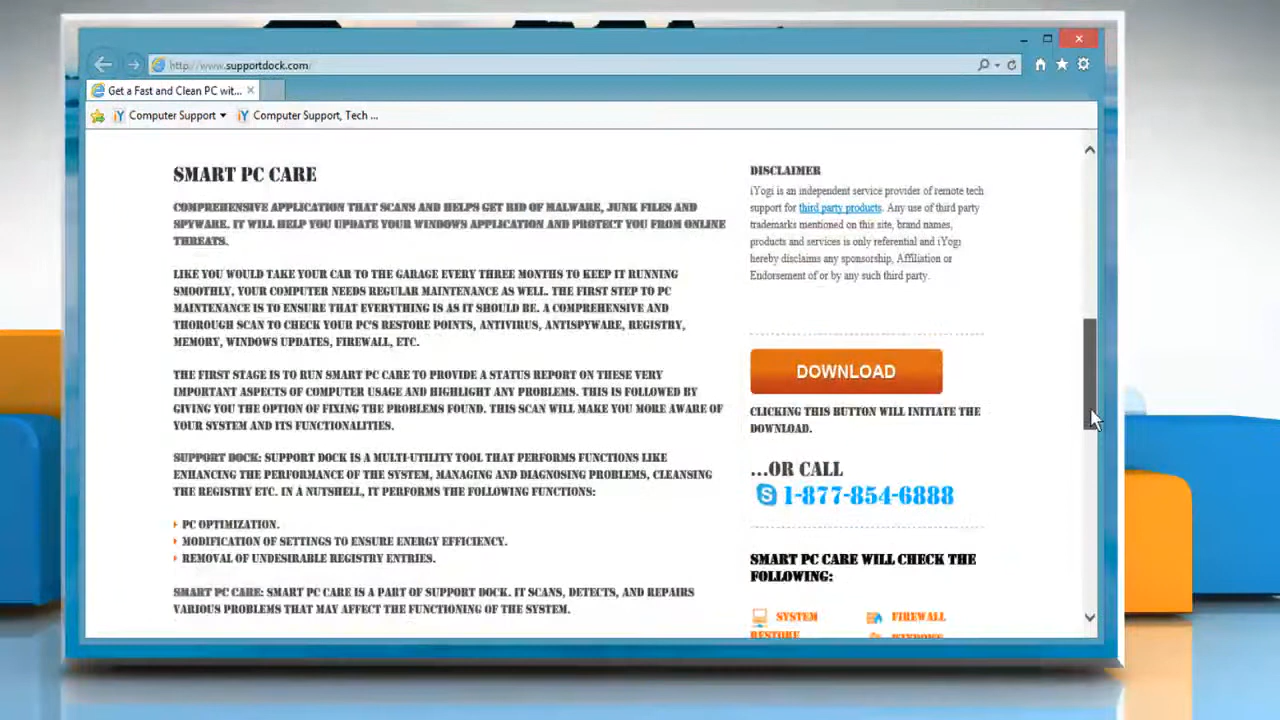 http://www.supportdock.com/
Get a Fast and Clean PC wit...
Computer Support
Computer Support, Tech ...
SMART PC CARE
COMPREHENSIVE APPLICATION THAT SCANS AND HELPS GET RID OF MALWARE, JUNK FILES AND
SPYWARE. IT WILL HELP YOU UPDATE YOUR WINDOWS APPLICATION AND PROTECT YOU FROM ONLINE
THREATS.
LIKE YOU WOULD TAKE YOUR CAR TO THE GARAGE EVERY THREE MONTHS TO KEEP IT RUNNING
SMOOTHLY, YOUR COMPUTER NEEDS REGULAR MAINTENANCE AS WELL. THE FIRST STEP TO PC
MAINTENANCE IS TO ENSURE THAT EVERYTHING IS AS IT SHOULD BE. A COMPREHENSIVE AND
THOROUGH SCAN TO CHECK YOUR PC'S RESTORE POINTS, ANTIVIRUS, ANTISPYWARE, REGISTRY,
MEMORY, WINDOWS UPDATES, FIREWALL, ETC.
THE FIRST STAGE IS TO RUN SMART PC CARE TO PROVIDE A STATUS REPORT ON THESE VERY
IMPORTANT ASPECTS OF COMPUTER USAGE AND HIGHLIGHT ANY PROBLEMS. THIS IS FOLLOWED BY
GIVING YOU THE OPTION OF FIXING THE PROBLEMS FOUND. THIS SCAN WILL MAKE YOU MORE AWARE OF
YOUR SYSTEM AND ITS FUNCTIONALITIES.
SUPPORT DOCK: SUPPORT DOCK IS A MULTI-UTILITY TOOL THAT PERFORMS FUNCTIONS LIKE
ENHANCING THE PERFORMANCE OF THE SYSTEM, MANAGING AND DIAGNOSING PROBLEMS, CLEANSING
THE REGISTRY ETC. IN A NUTSHELL, IT PERFORMS THE FOLLOWING FUNCTIONS:
PC OPTIMIZATION.
MODIFICATION OF SETTINGS TO ENSURE ENERGY EFFICIENCY.
REMOVAL OF UNDESIRABLE REGISTRY ENTRIES.
SMART PC CARE: SMART PC CARE IS A PART OF SUPPORT DOCK. IT SCANS, DETECTS, AND REPAIRS
VARIOUS PROBLEMS THAT MAY AFFECT THE FUNCTIONING OF THE SYSTEM.
DISCLAIMER
iYogi is an independent service provider of remote tech
support for third party products. Any use of third party
trademarks mentioned on this site, brand names,
products and services is only referential and iYogi
hereby disclaims any sponsorship, Affiliation or
Endorsement of or by any such third party.
DOWNLOAD
CLICKING THIS BUTTON WILL INITIATE THE
DOWNLOAD.
...OR CALL
1-877-854-6888
SMART PC CARE WILL CHECK THE
FOLLOWING:
SYSTEM
RESTORE
FIREWALL
WINDOWS